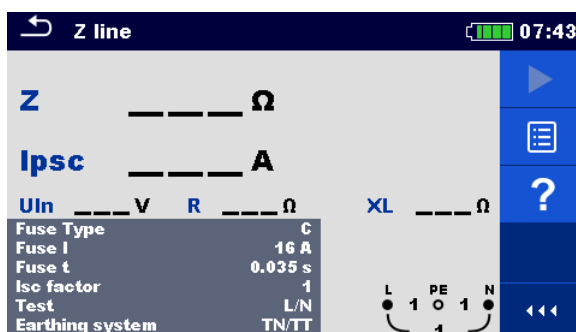 Z line 07:43
Z ___ Ω
Ipsc ___ A
Uln ___ V R ___ Ω XL ___ Ω
Fuse Type C
Fuse I 16 A
Fuse t 0.035 s
Isc factor 1
Test L/N
Earthing system TN/TT
L PE N
1 1
1
?